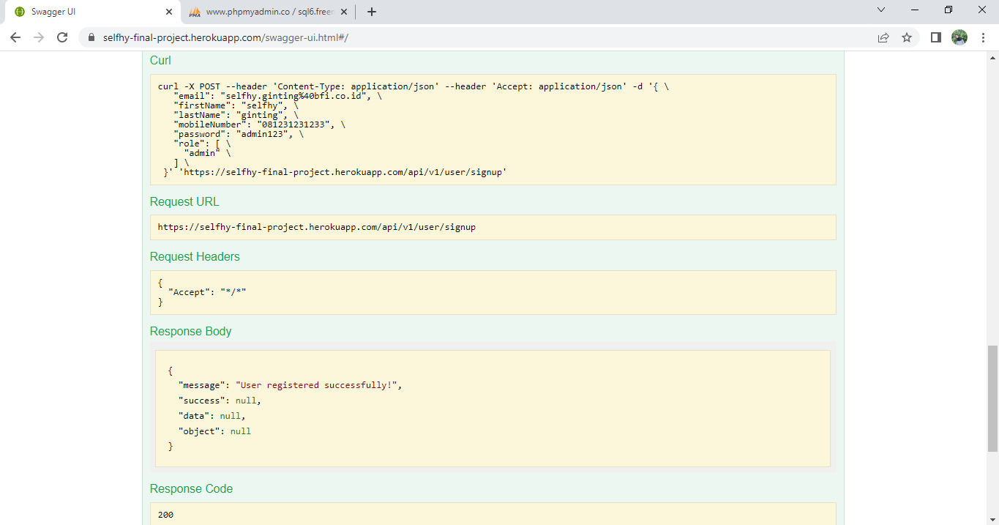 Swagger UI
www.phpmyadmin.co / sql6.freem
selfhy-final-project.herokuapp.com/swagger-ui.html#/
Curl
curl -X POST --header 'Content-Type: application/json' --header 'Accept: application/json' -d '{ \
"email": "selfhy.ginting%40bfi.co.id", \
"firstName": "selfhy", \
"lastName": "ginting", \
"mobileNumber": "081231231233", \
"password": "admin123", \
"role": [ \
"admin" \
] \
}' 'https://selfhy-final-project.herokuapp.com/api/v1/user/signup'
Request URL
https://selfhy-final-project.herokuapp.com/api/v1/user/signup
Request Headers
{
"Accept": "*/*"
}
Response Body
{
"message": "User registered successfully!",
"success": null,
"data": null,
"object": null
}
Response Code
200